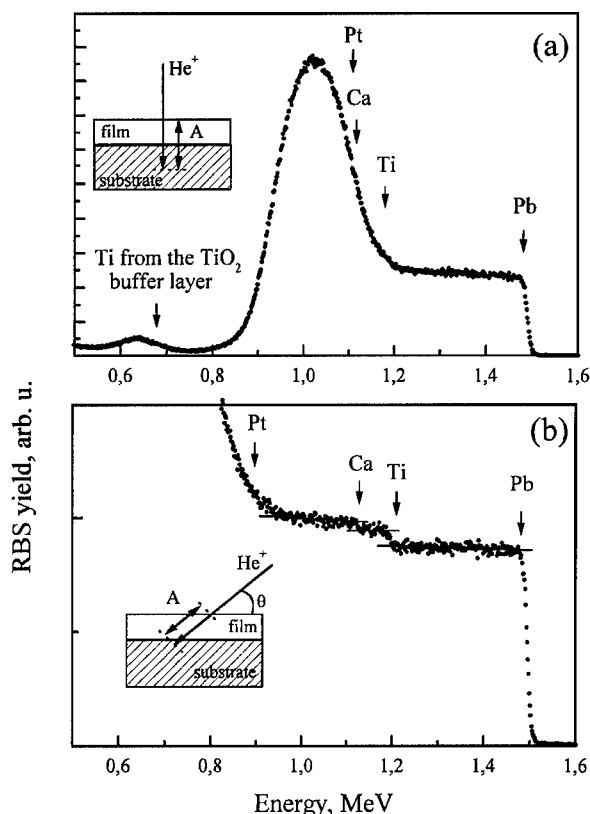 (a)
Pt
He+
Ca
film
A
substrate
Ti
Pb
Ti from the TiO2
buffer layer
0,6 0,8 1,0 1,2 1,4 1,6
RBS yield, arb. u.
(b)
Pt
Ca
Ti
Pb
He+
A
θ
film
substrate
0,6 0,8 1,0 1,2 1,4 1,6
Energy, MeV